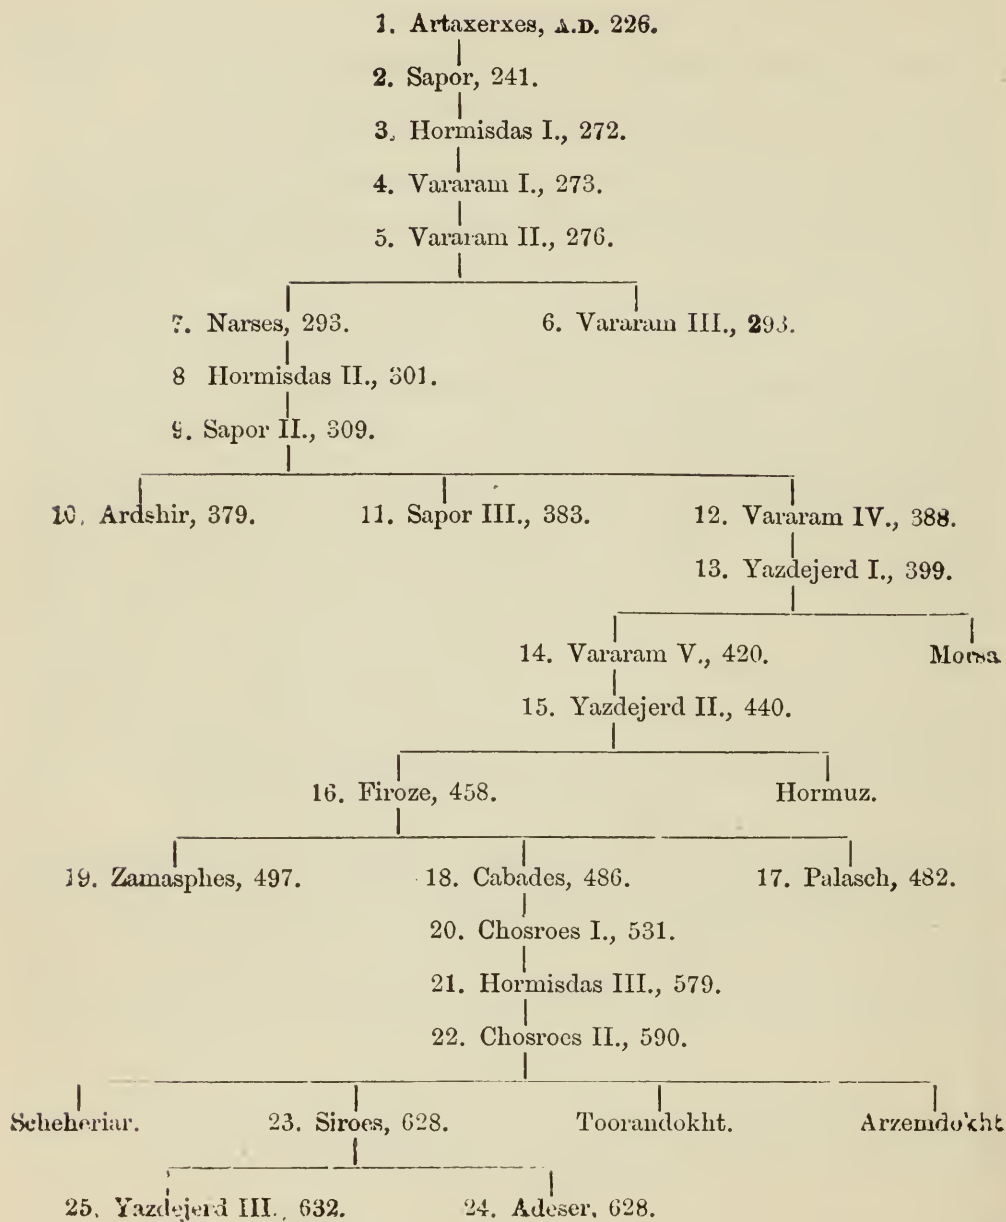 1. Artaxerxes, A.D. 226.
2. Sapor, 241.
3. Hormisdas I., 272.
4. Vararam I., 273.
5. Vararam II., 276.
7. Narses, 293. 6. Vararam III., 293.
8 Hormisdas II., 301.
9. Sapor II., 309.
10. Ardshir, 379. 11. Sapor III., 383. 12. Vararam IV., 388.
13. Yazdejerd I., 399.
14. Vararam V., 420. Morsa
15. Yazdejerd II., 440.
16. Firoze, 458. Hormuz.
19. Zamasphes, 497. 18. Cabades, 486. 17. Palasch, 482.
20. Chosroes I., 531.
21. Hormisdas III., 579.
22. Chosroes II., 590.
Scheheriar. 23. Siroes, 628. Toorandokht. Arzemdokht
25. Yazdejerd III., 632. 24. Adeser, 628.